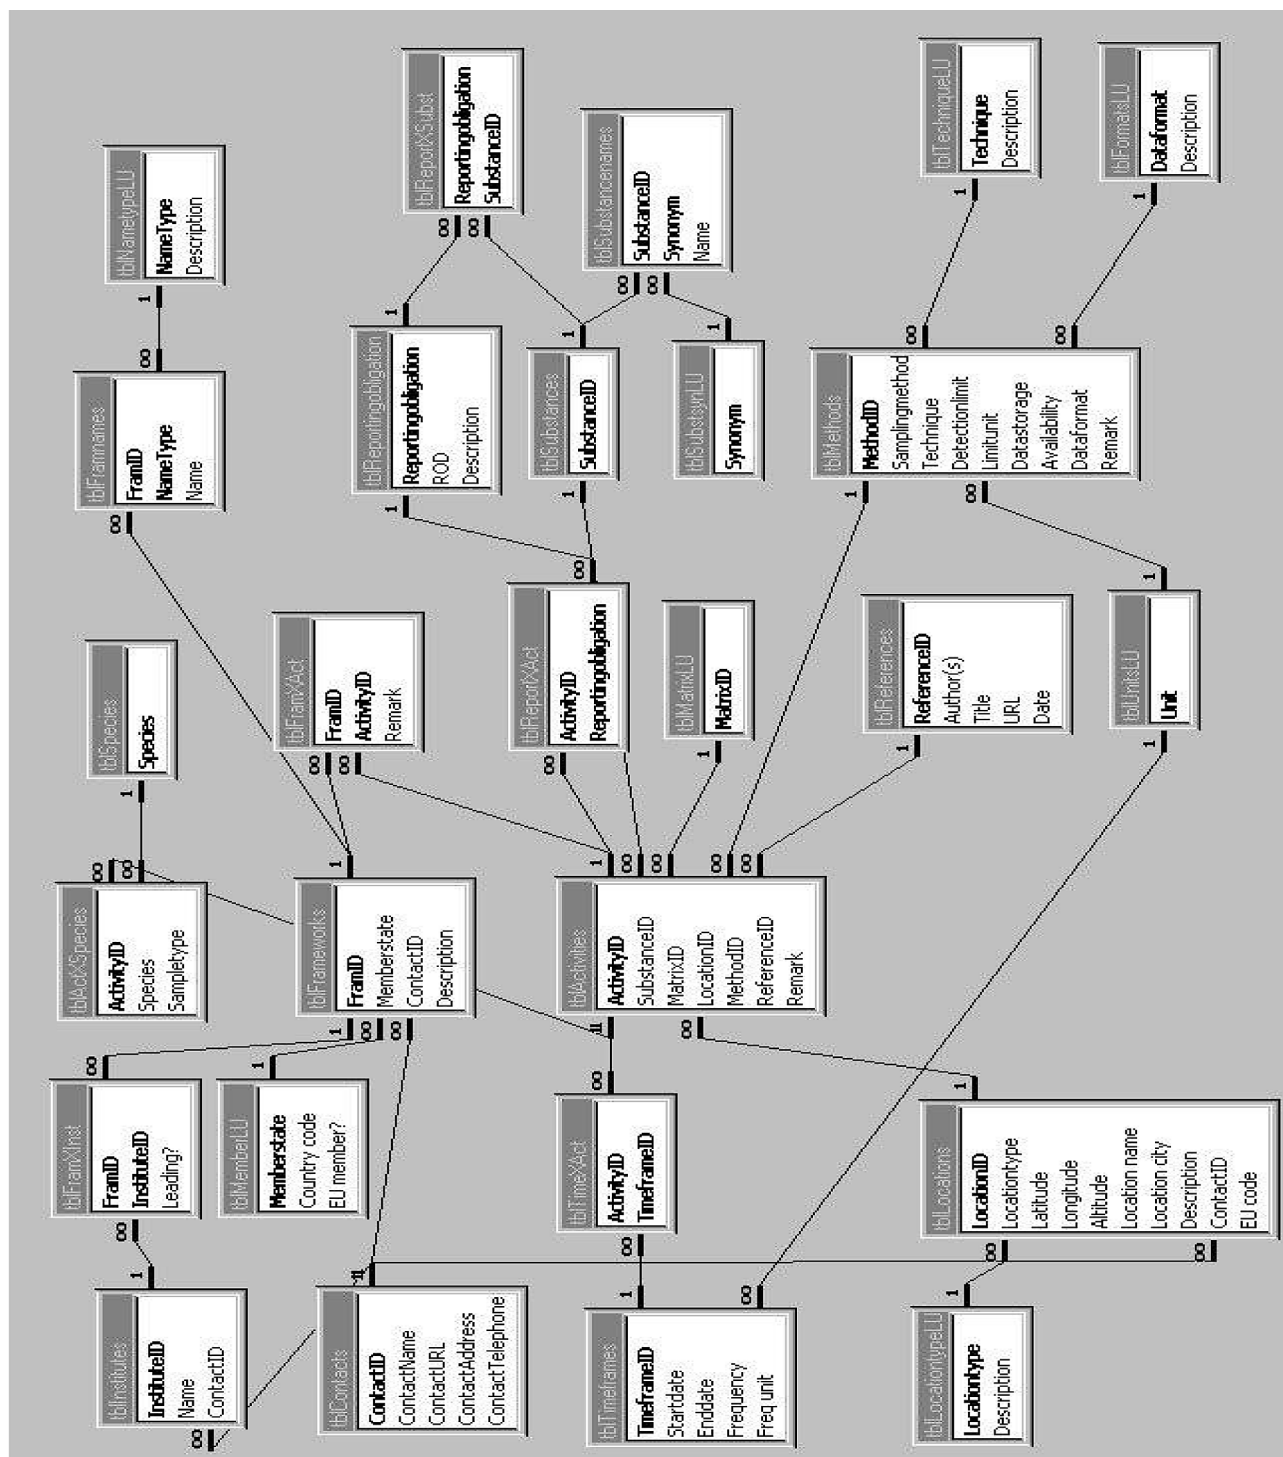 tblInstitutes
InstituteID
Name
ContactID
tblContacts
ContactID
ContactName
ContactURL
ContactAddress
ContactTelephone
tblTimeframes
TimeframeID
Startdate
Enddate
Frequency
Freq unit
tblLocationtypeLU
Locationtype
Description
tblFramXInst
FramID
InstituteID
Leading?
tblMemberLU
Memberstate
Country code
EU member?
tblTimeXAct
ActivityID
TimeframeID
tblLocations
LocationID
Locationtype
Latitude
Longitude
Altitude
Location name
Location city
Description
ContactID
EU code
tblActXSpecies
ActivityID
Species
Sampletype
tblFrameworks
FramID
Memberstate
ContactID
Description
tblActivities
ActivityID
SubstanceID
MatrixID
LocationID
MethodID
ReferenceID
Remark
tblSpecies
Species
tblFramXAct
FramID
ActivityID
Remark
tblReportXAct
ActivityID
Reportingobligation
tblMatrixLU
MatrixID
tblReferences
ReferenceID
Author(s)
Title
URL
Date
tblUnitsLU
Unit
tblFramnames
FramID
NameType
Name
tblReportingobligation
Reportingobligation
ROD
Description
tblSubstances
SubstanceID
tblSubstsynLU
Synonym
tblMethods
MethodID
Samplingmethod
Technique
Detectionlimit
Limitunit
Datastorage
Availability
Dataformat
Remark
tblNametypeLU
NameType
Description
tblReportXSubst
Reportingobligation
SubstanceID
tblSubstancenames
SubstanceID
Synonym
Name
tblTechniqueLU
Technique
Description
tblFormatsLU
Dataformat
Description